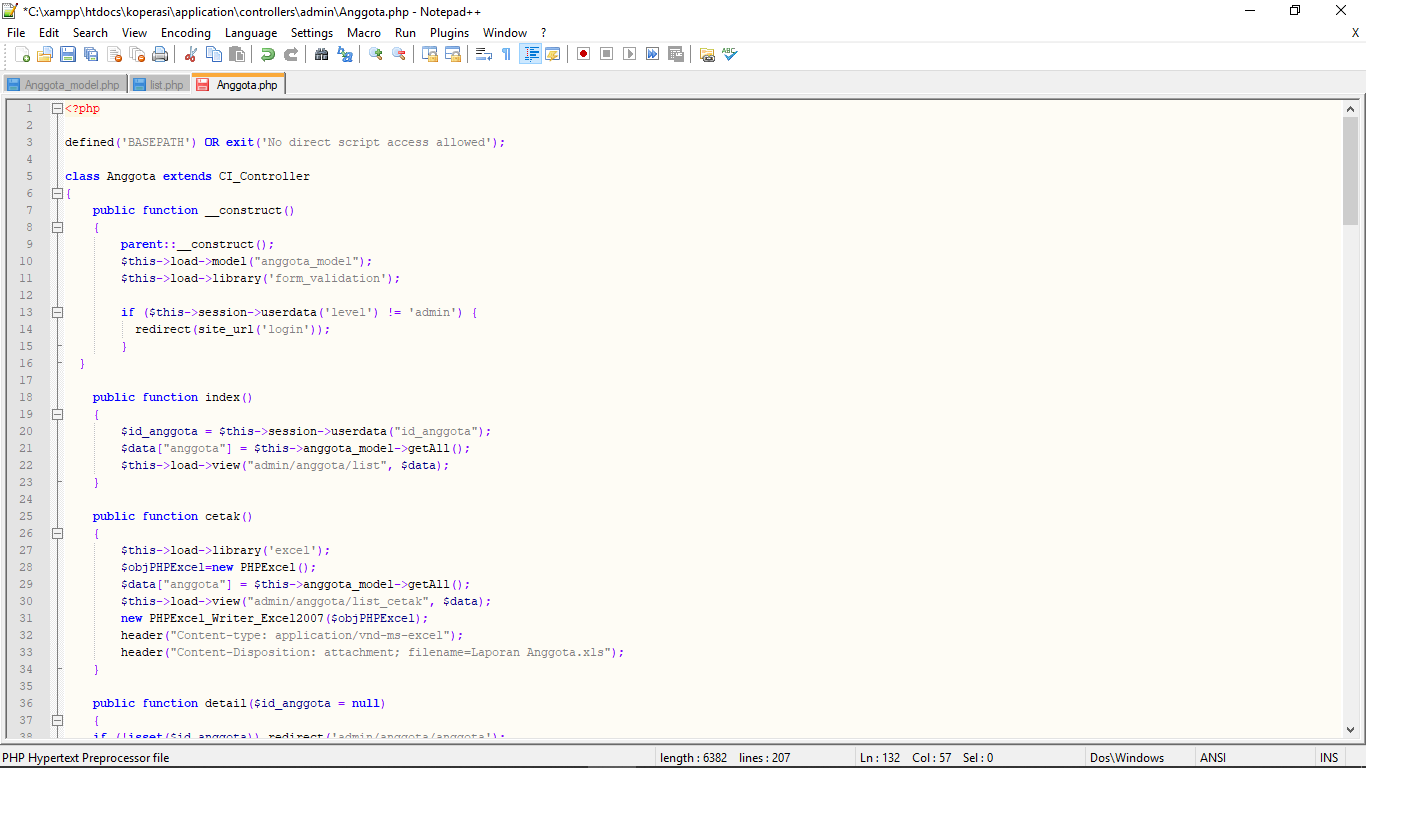 *C:\xampp\htdocs\koperasi\application\controllers\admin\Anggota.php - Notepad++
File Edit Search View Encoding Language Settings Macro Run Plugins Window ? X
Anggota_model.php list.php Anggota.php
1 <?php
2
3 defined('BASEPATH') OR exit('No direct script access allowed');
4
5 class Anggota extends CI_Controller
6 {
7 public function __construct()
8 {
9 parent::__construct();
10 $this->load->model("anggota_model");
11 $this->load->library('form_validation');
12
13 if ($this->session->userdata('level') != 'admin') {
14 redirect(site_url('login'));
15 }
16 }
17
18 public function index()
19 {
20 $id_anggota = $this->session->userdata("id_anggota");
21 $data["anggota"] = $this->anggota_model->getAll();
22 $this->load->view("admin/anggota/list", $data);
23 }
24
25 public function cetak()
26 {
27 $this->load->library('excel');
28 $objPHPExcel=new PHPExcel();
29 $data["anggota"] = $this->anggota_model->getAll();
30 $this->load->view("admin/anggota/list_cetak", $data);
31 new PHPExcel_Writer_Excel2007($objPHPExcel);
32 header("Content-type: application/vnd-ms-excel");
33 header("Content-Disposition: attachment; filename=Laporan Anggota.xls");
34 }
35
36 public function detail($id_anggota = null)
37 {
38 if (!isset($id_anggota)) redirect('admin/anggota/anggota');
PHP Hypertext Preprocessor file length : 6382 lines : 207 Ln : 132 Col : 57 Sel : 0 Dos\Windows ANSI INS